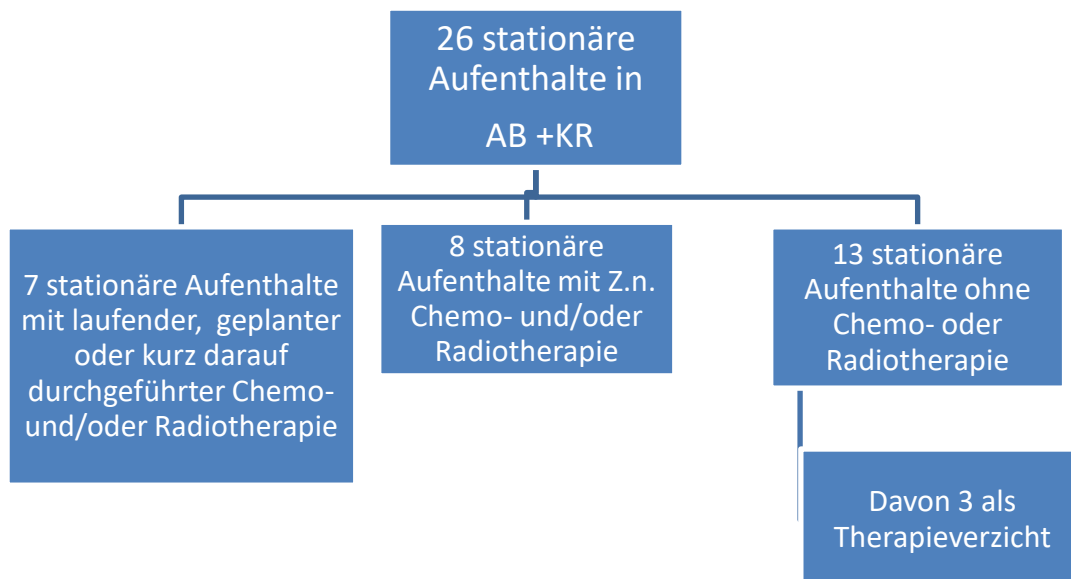 26 stationäre
Aufenthalte in
AB +KR
7 stationäre Aufenthalte
mit laufender, geplanter
oder kurz darauf
durchgeführter Chemo-
und/oder Radiotherapie
8 stationäre
Aufenthalte mit Z.n.
Chemo- und/oder
Radiotherapie
13 stationäre
Aufenthalte ohne
Chemo- oder
Radiotherapie
Davon 3 als
Therapieverzicht